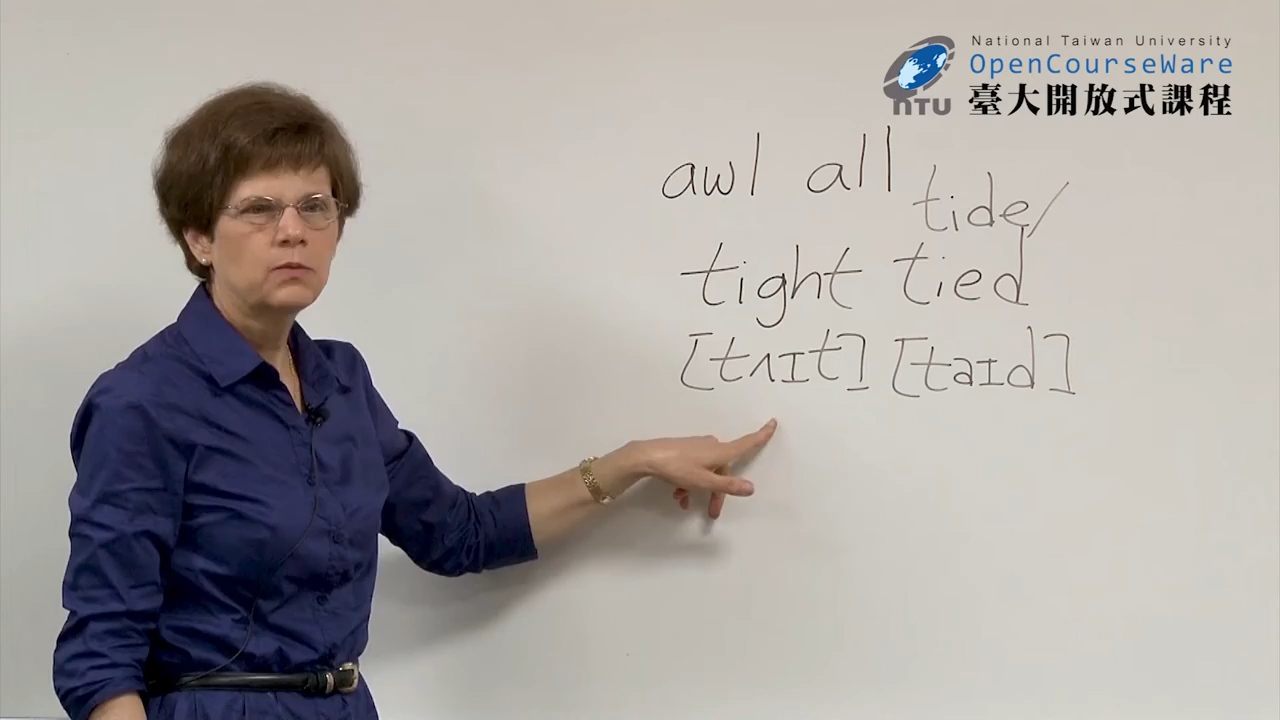 National Taiwan University
OpenCourseWare
臺大開放式課程
NTU
awl all
tide/
tight tied
[tʌɪt] [taɪd]